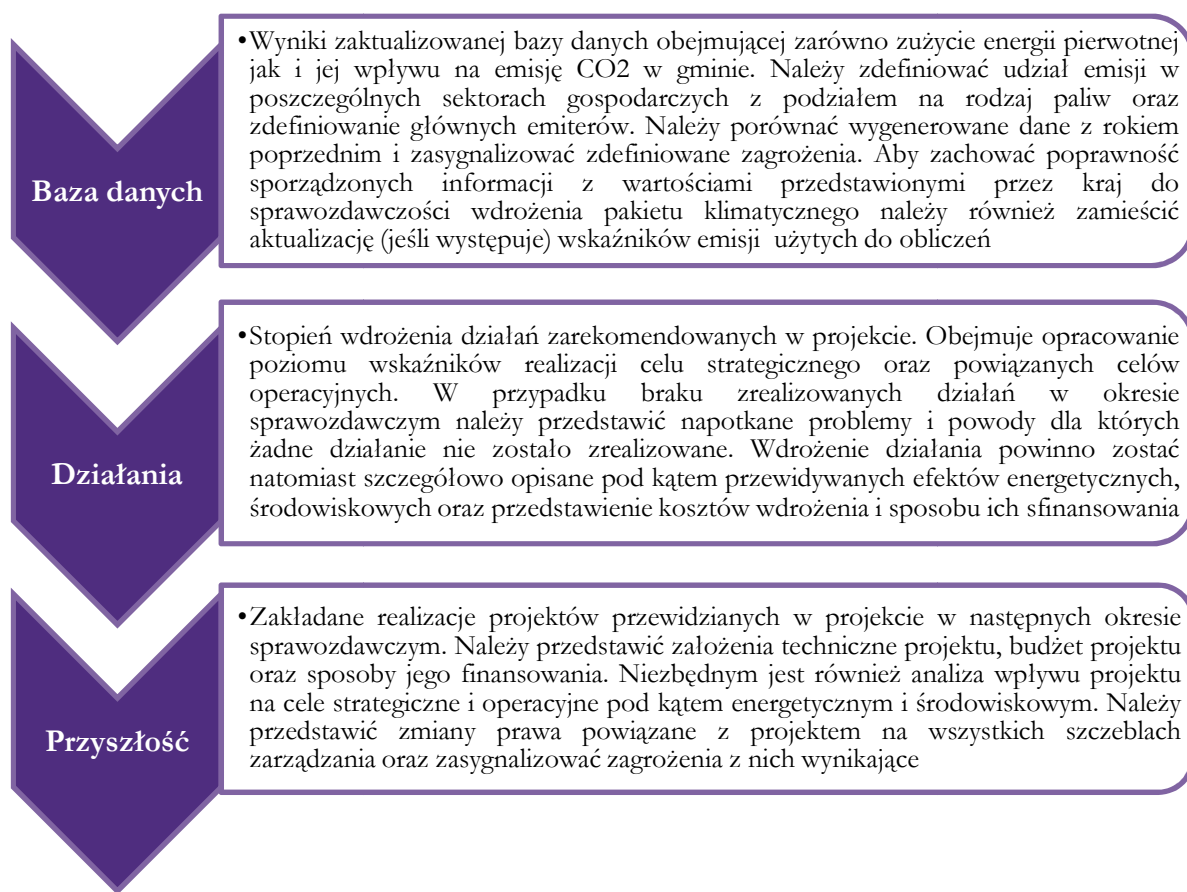 Baza danych
•Wyniki zaktualizowanej bazy danych obejmującej zarówno zużycie energii pierwotnej
jak i jej wpływu na emisję CO2 w gminie. Należy zdefiniować udział emisji w
poszczególnych sektorach gospodarczych z podziałem na rodzaj paliw oraz
zdefiniowanie głównych emiterów. Należy porównać wygenerowane dane z rokiem
poprzednim i zasygnalizować zdefiniowane zagrożenia. Aby zachować poprawność
sporządzonych informacji z wartościami przedstawionymi przez kraj do
sprawozdawczości wdrożenia pakietu klimatycznego należy również zamieścić
aktualizację (jeśli występuje) wskaźników emisji użytych do obliczeń
Działania
•Stopień wdrożenia działań zarekomendowanych w projekcie. Obejmuje opracowanie
poziomu wskaźników realizacji celu strategicznego oraz powiązanych celów
operacyjnych. W przypadku braku zrealizowanych działań w okresie
sprawozdawczym należy przedstawić napotkane problemy i powody dla których
żadne działanie nie zostało zrealizowane. Wdrożenie działania powinno zostać
natomiast szczegółowo opisane pod kątem przewidywanych efektów energetycznych,
środowiskowych oraz przedstawienie kosztów wdrożenia i sposobu ich sfinansowania
Przyszłość
•Zakładane realizacje projektów przewidzianych w projekcie w następnych okresie
sprawozdawczym. Należy przedstawić założenia techniczne projektu, budżet projektu
oraz sposoby jego finansowania. Niezbędnym jest również analiza wpływu projektu
na cele strategiczne i operacyjne pod kątem energetycznym i środowiskowym. Należy
przedstawić zmiany prawa powiązane z projektem na wszystkich szczeblach
zarządzania oraz zasygnalizować zagrożenia z nich wynikające